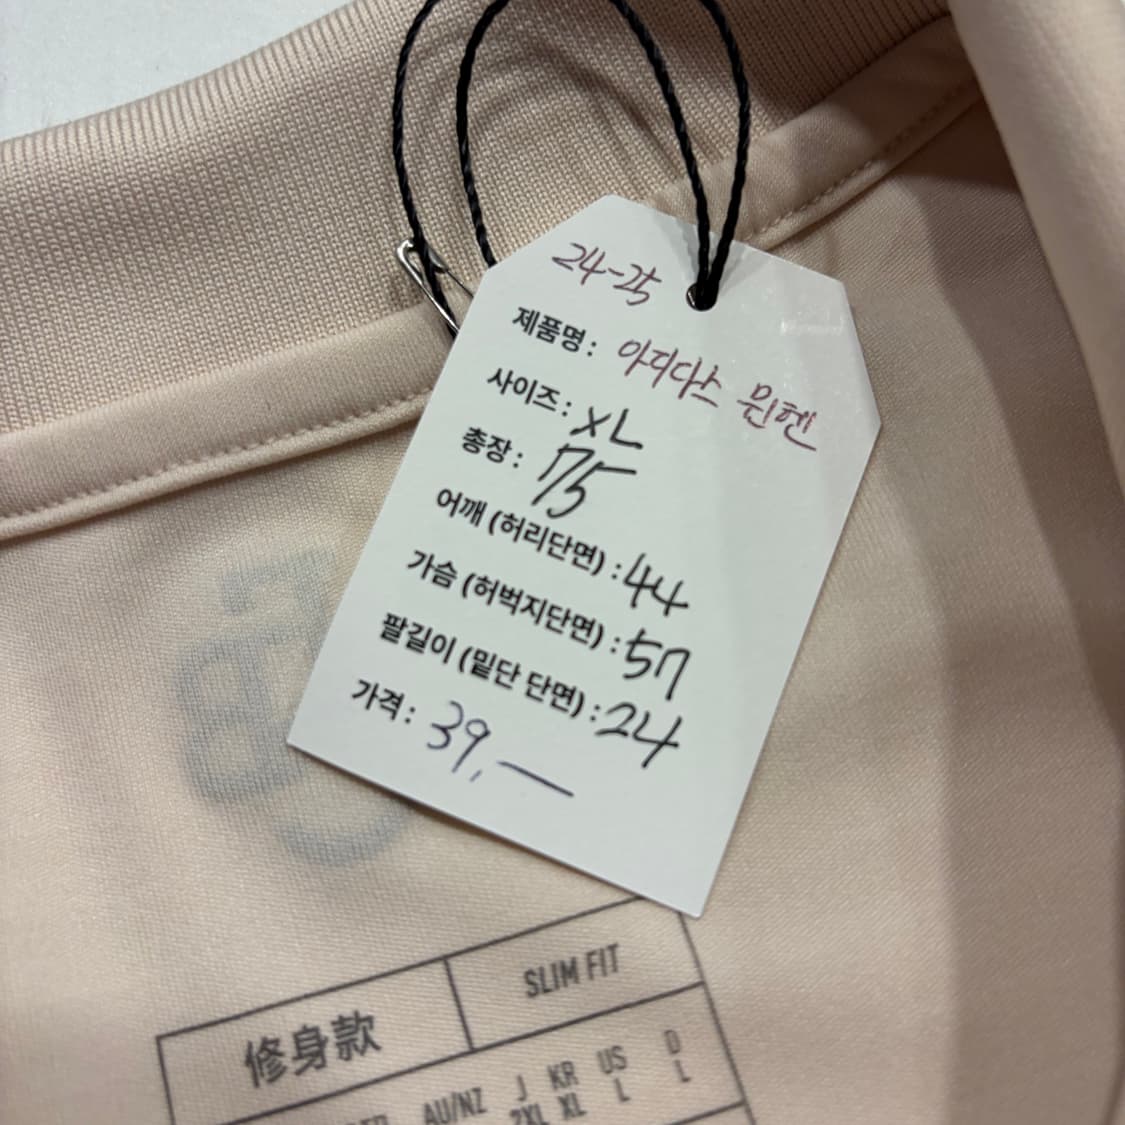 24-25
제품명: 아디다스 뮌헨
사이즈: XL
총장: 75
어깨 (허리단면) : 44
가슴 (허벅지단면) : 57
팔길이 (밑단 단면) : 24
가격: 39,—
修身款 SLIM FIT
AU/NZ J KR US D
2XL XL L L